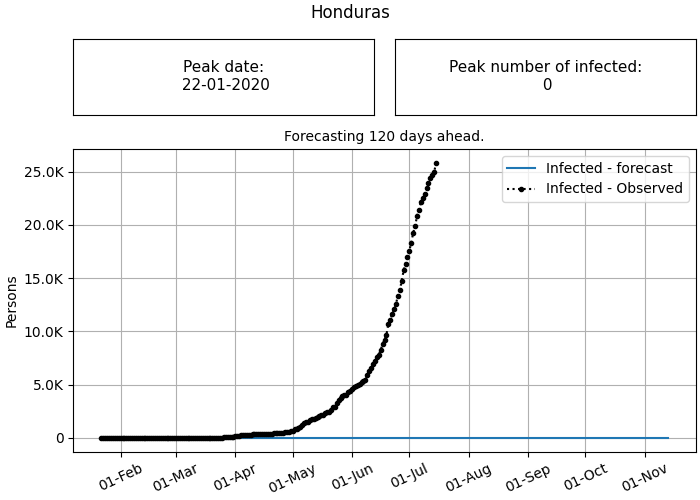 Honduras
Peak date:
22-01-2020
Peak number of infected:
0
Forecasting 120 days ahead.
Infected - forecast
Infected - Observed
Persons
25.0K
20.0K
15.0K
10.0K
5.0K
0
01-Feb
01-Mar
01-Apr
01-May
01-Jun
01-Jul
01-Aug
01-Sep
01-Oct
01-Nov